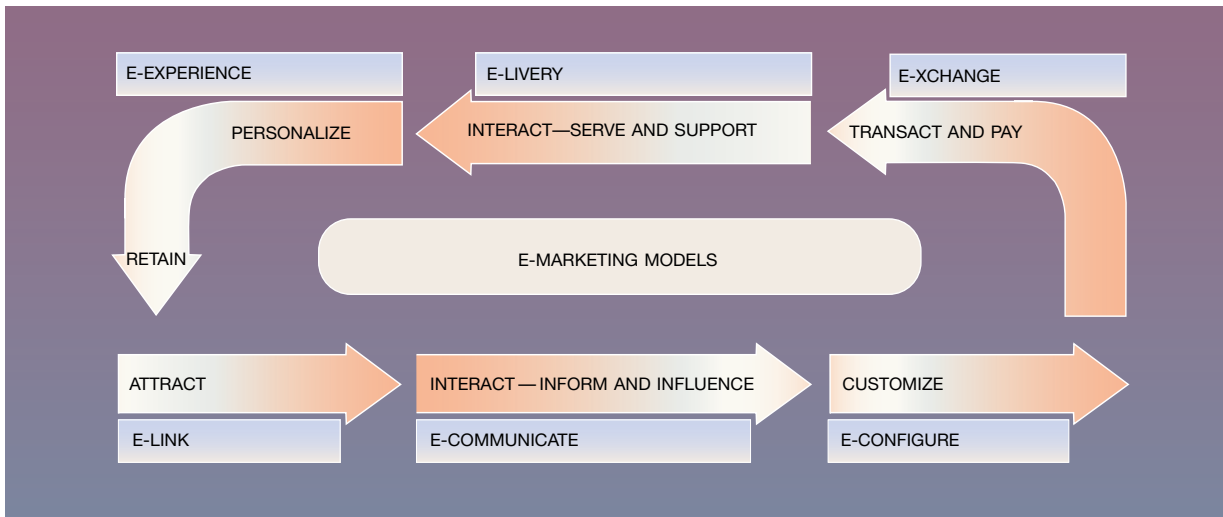 E-EXPERIENCE
E-LIVERY
E-XCHANGE
PERSONALIZE
INTERACT—SERVE AND SUPPORT
TRANSACT AND PAY
RETAIN
E-MARKETING MODELS
ATTRACT
INTERACT — INFORM AND INFLUENCE
CUSTOMIZE
E-LINK
E-COMMUNICATE
E-CONFIGURE